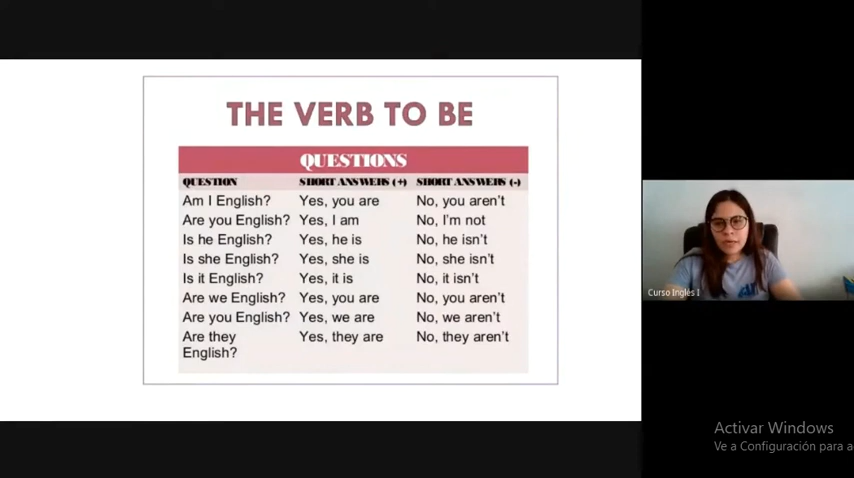 THE VERB TO BE
QUESTIONS
QUESTION SHORT ANSWERS (+) SHORT ANSWERS (-)
Am I English? Yes, you are No, you aren't
Are you English? Yes, I am No, I'm not
Is he English? Yes, he is No, he isn't
Is she English? Yes, she is No, she isn't
Is it English? Yes, it is No, it isn't
Are we English? Yes, you are No, you aren't
Are you English? Yes, we are No, we aren't
Are they Yes, they are No, they aren't
English?
Curso Inglés I
Activar Windows
Ve a Configuración para a